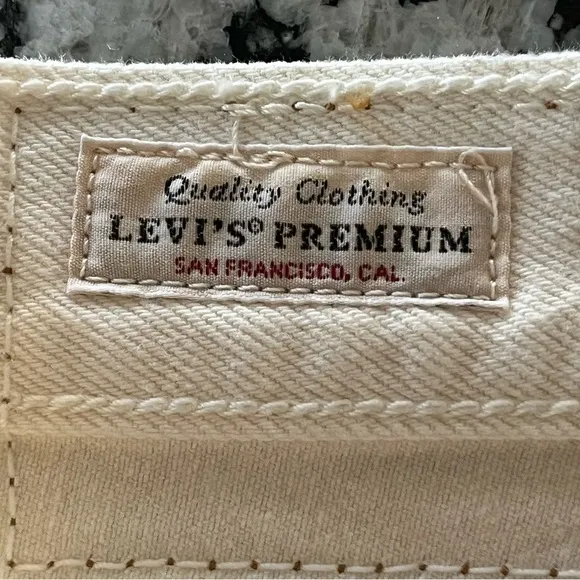 Quality Clothing
LEVI'S® PREMIUM
SAN FRANCISCO, CAL.